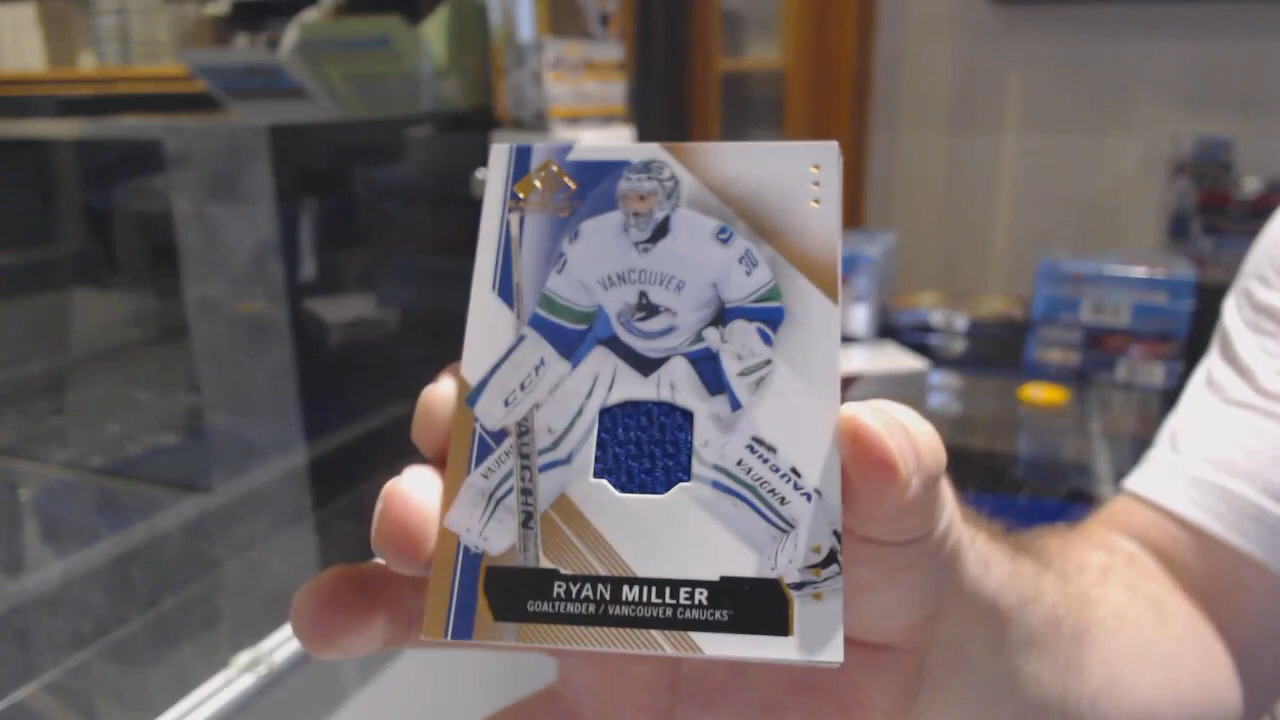 30
VANCOUVER
CCM
VAUGHN
VAUGHN
VAUGHN
VAUGHN
RYAN MILLER
GOALTENDER / VANCOUVER CANUCKS